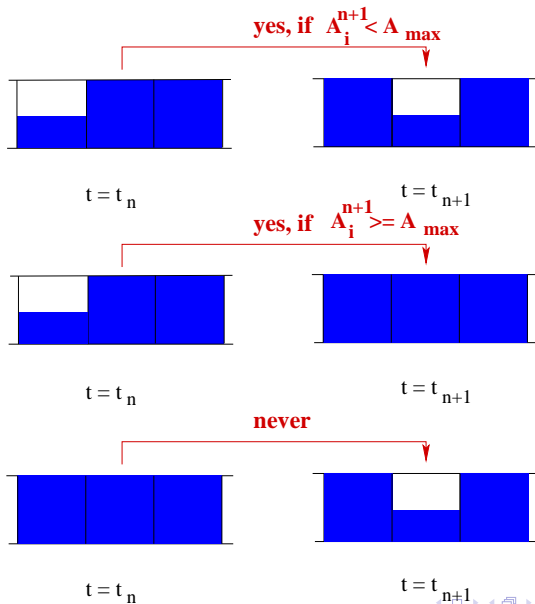 yes, if A_i^{n+1} < A_max
t = t_n t = t_{n+1}
yes, if A_i^{n+1} >= A_max
t = t_n t = t_{n+1}
never
t = t_n t = t_{n+1}